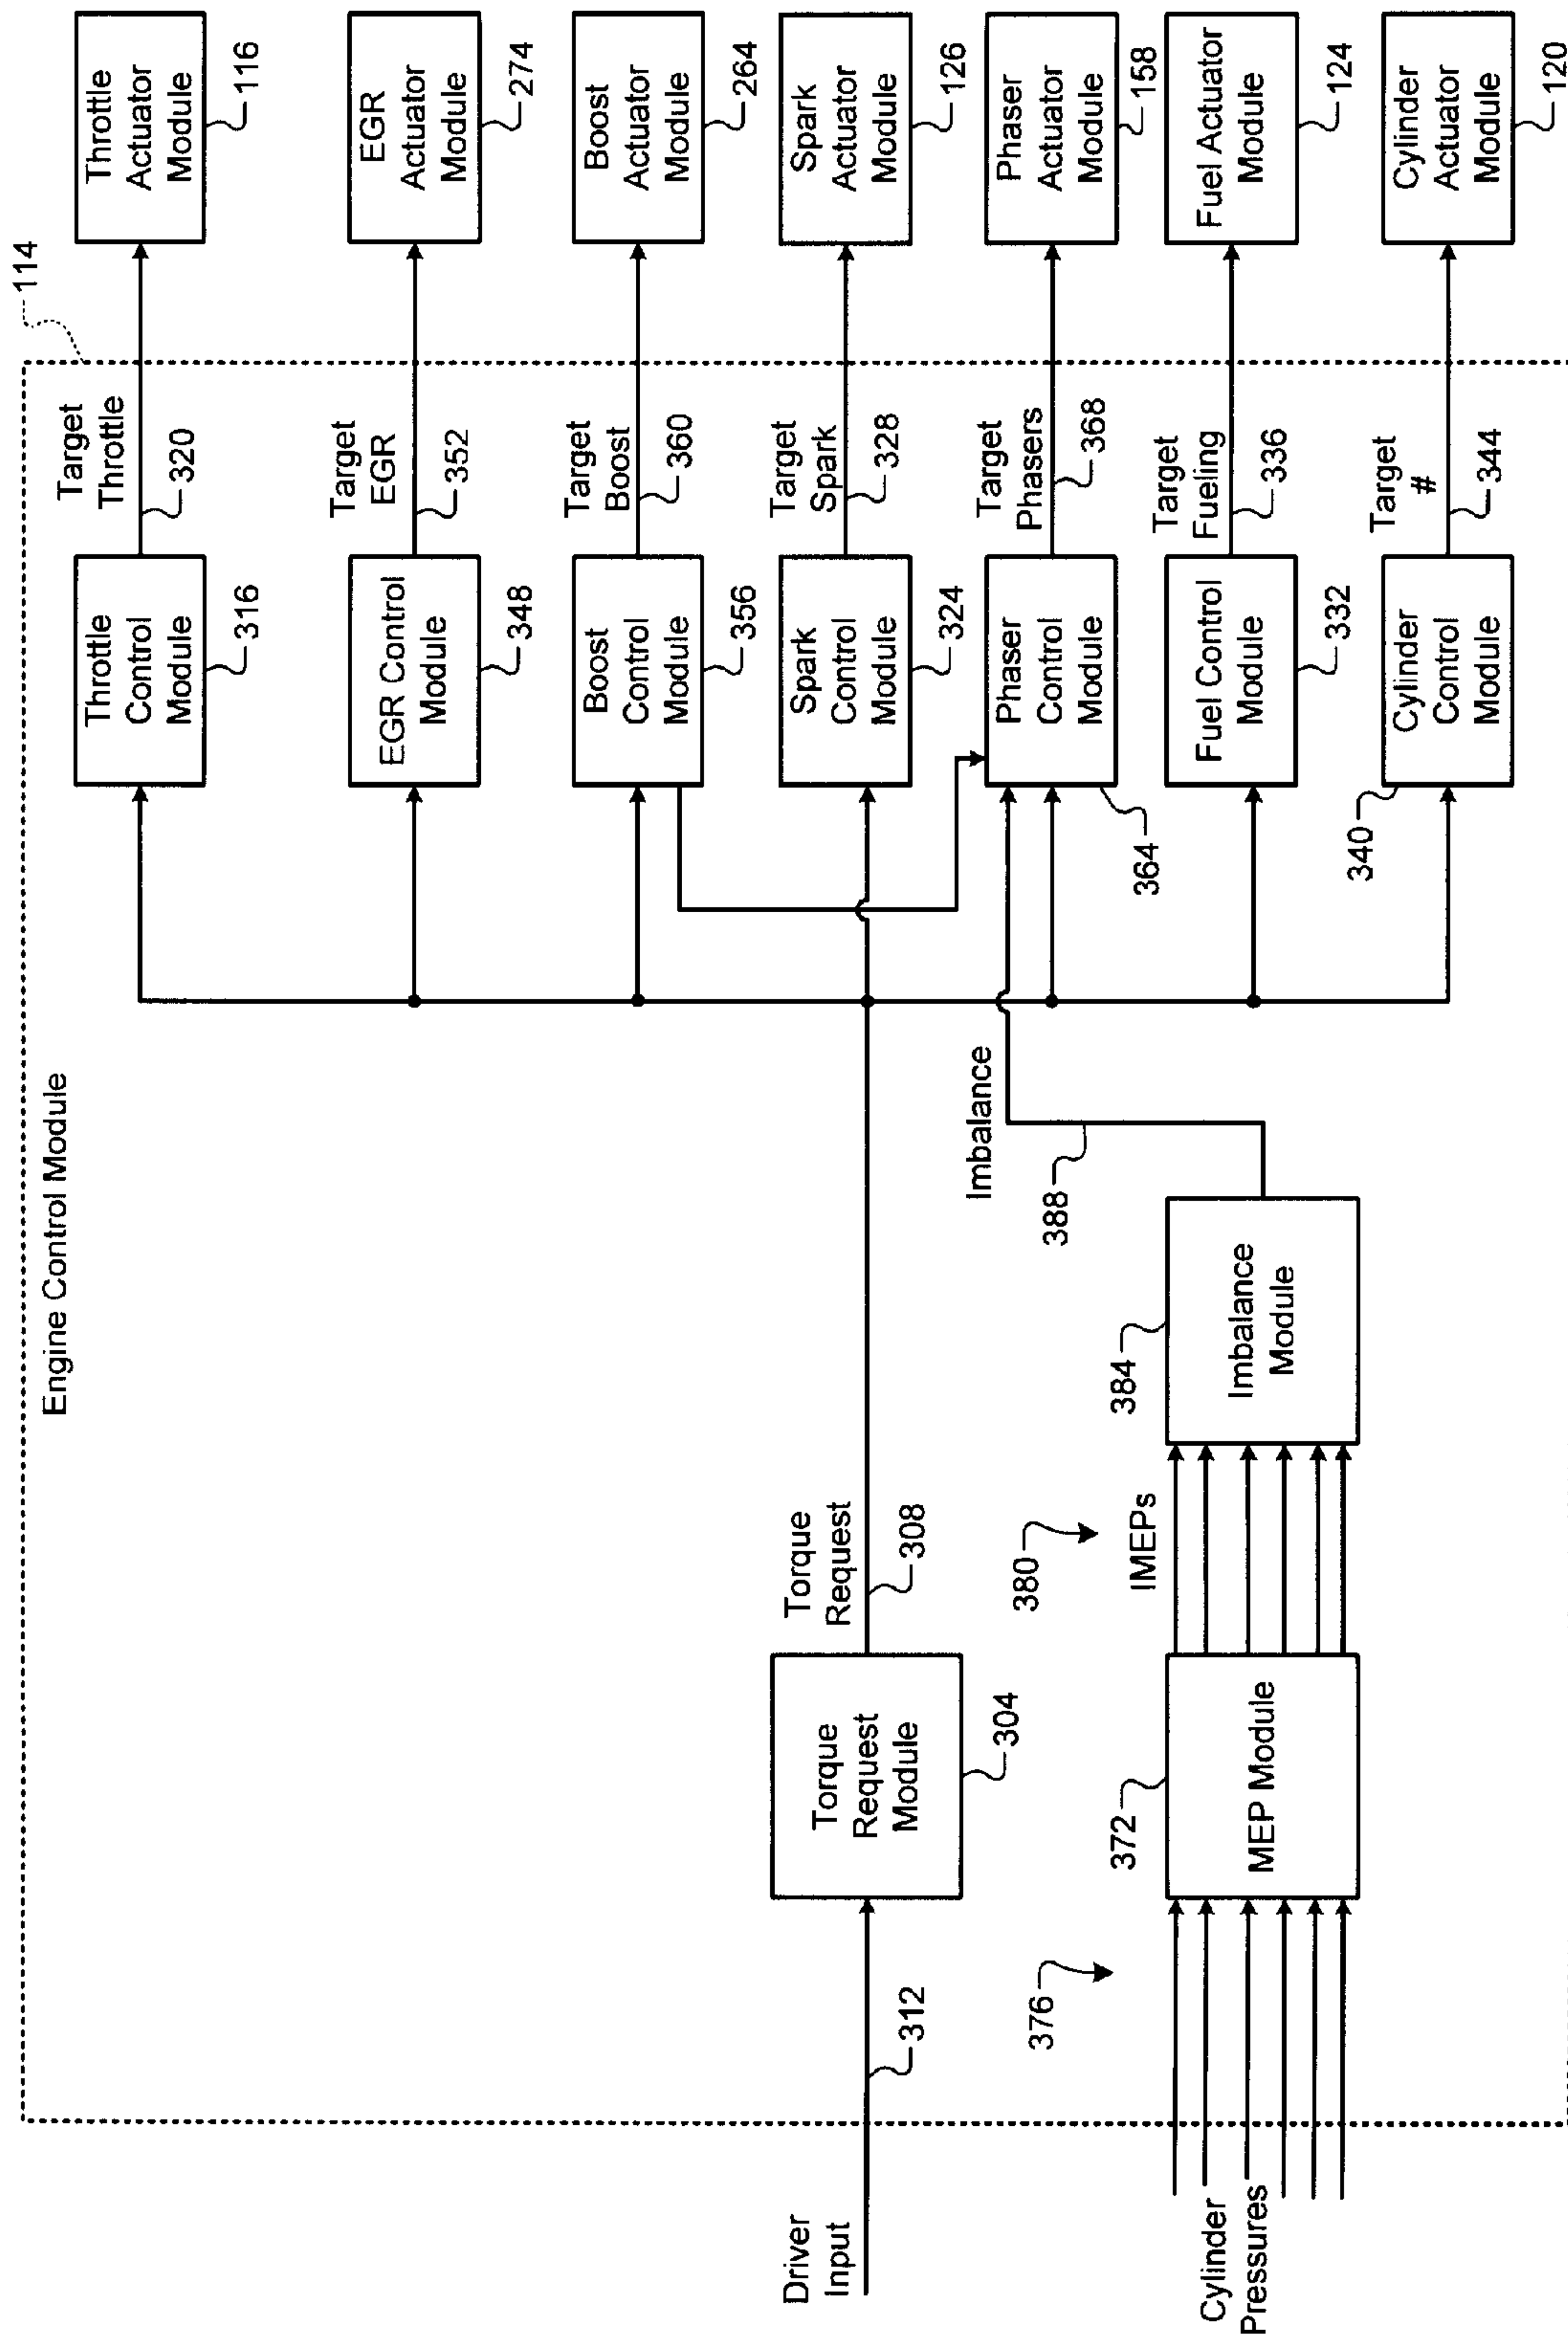 Engine Control Module
114
Throttle
Control
Module
316
Target
Throttle
320
Throttle
Actuator
Module
116
EGR Control
Module
348
Target
EGR
352
EGR
Actuator
Module
274
Boost
Control
Module
356
Target
Boost
360
Boost
Actuator
Module
264
Driver
Input
312
Torque
Request
Module
304
Torque
Request
308
Spark
Control
Module
324
Target
Spark
328
Spark
Actuator
Module
126
Imbalance
388
Phaser
Control
Module
364
Target
Phasers
368
Phaser
Actuator
Module
158
Cylinder
Pressures
376
372
MEP Module
380
IMEPs
384
Imbalance
Module
Fuel Control
Module
332
Target
Fueling
336
Fuel Actuator
Module
124
340
Cylinder
Control
Module
Target
#
344
Cylinder
Actuator
Module
120